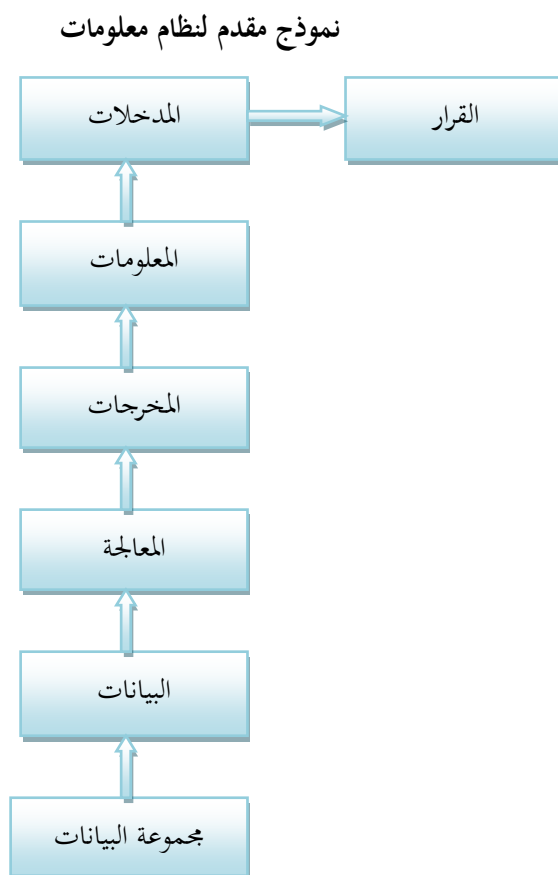 نموذج مقدم لنظام معلومات
القرار
المدخلات
المعلومات
المخرجات
المعالجة
البيانات
مجموعة البيانات